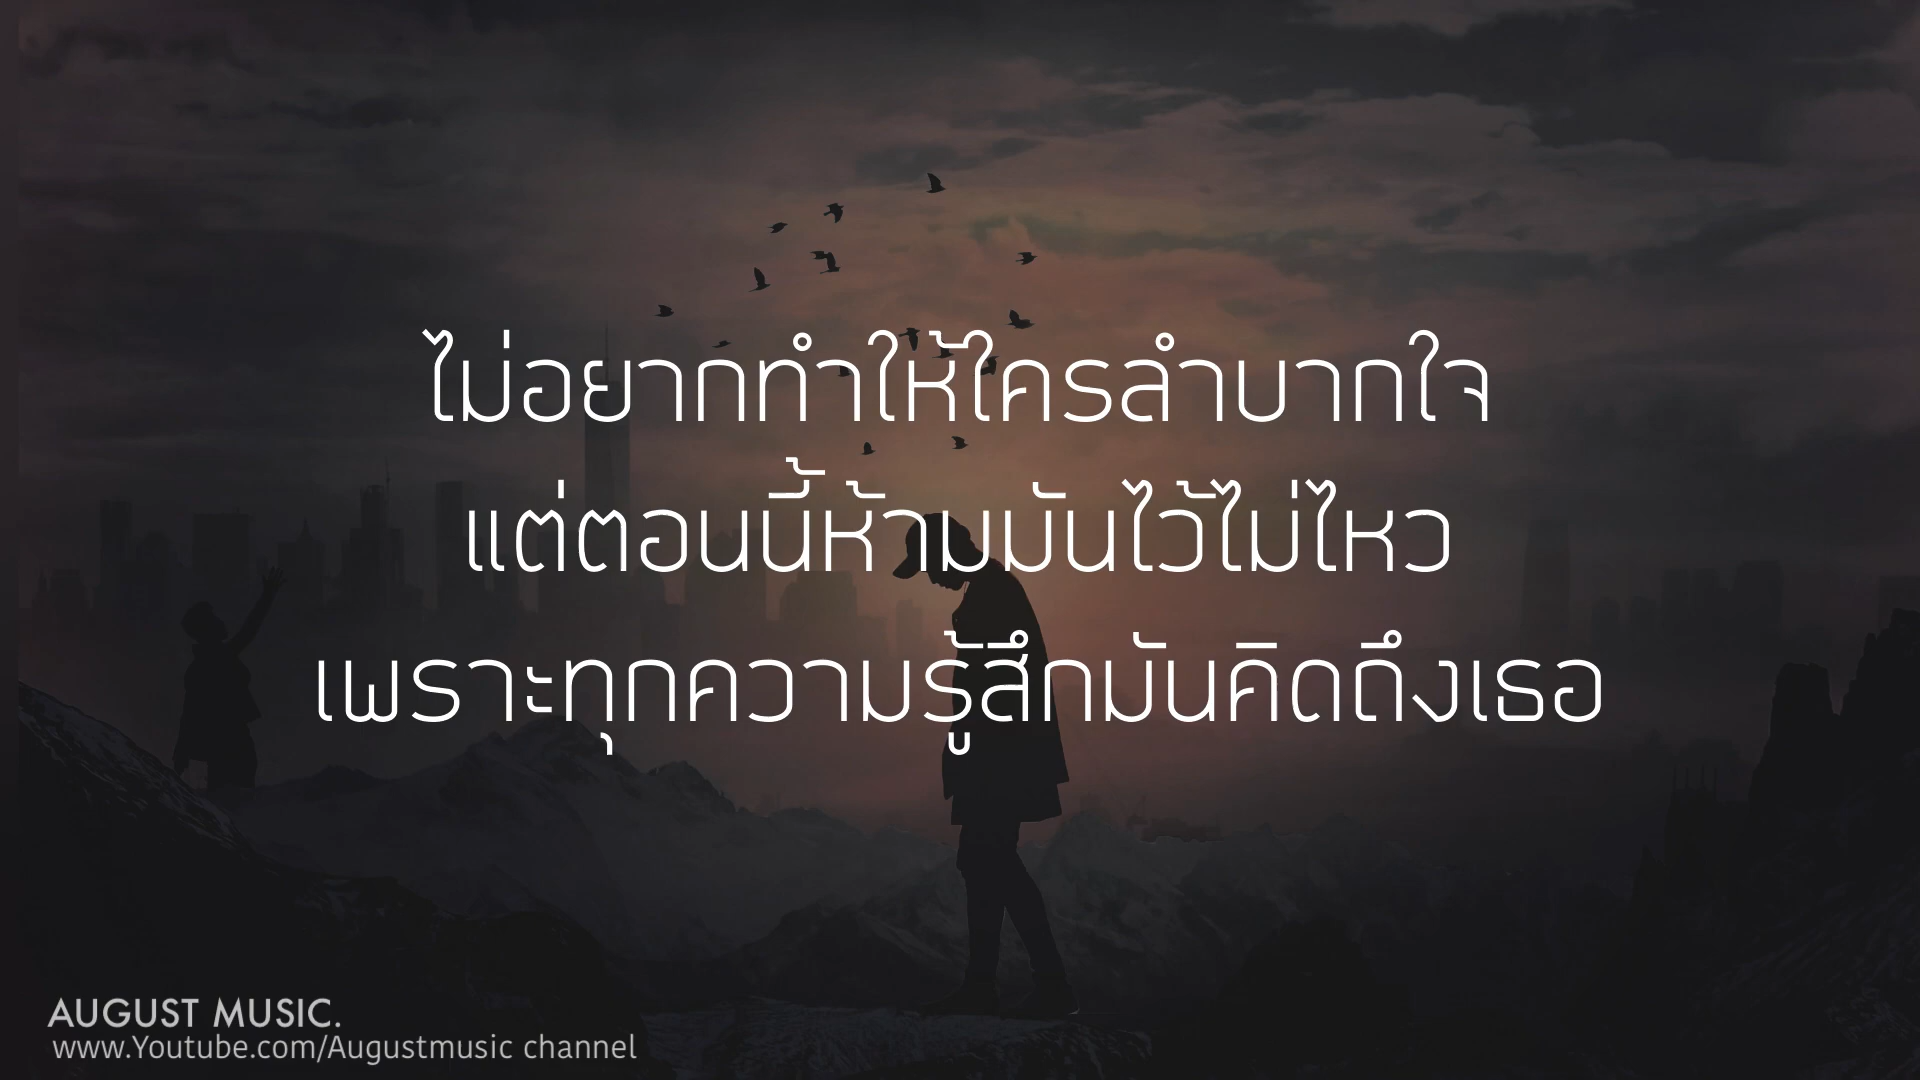 ไม่อยากทำให้ใครลำบากใจ
แต่ตอนนี้ห้ามมันไว้ไม่ไหว
เพราะทุกความรู้สึกมันคิดถึงเธอ
AUGUST MUSIC.
www.Youtube.com/Augustmusic channel